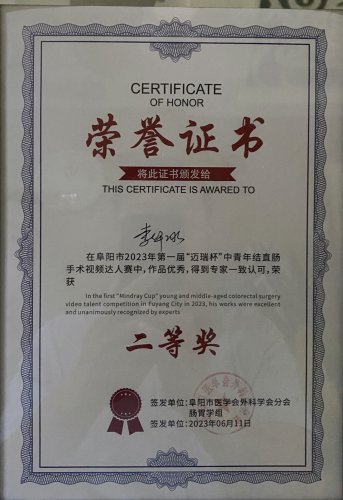 CERTIFICATE
OF HONOR
荣誉证书
将此证书颁发给
THIS CERTIFICATE IS AWARED TO
在阜阳市2023年第一届“迈瑞杯”中青年结直肠
手术视频达人赛中，作品优秀，得到专家一致认可，荣
获
In the first "Mindray Cup" young and middle-aged colorectal surgery
video talent competition in Fuyang City in 2023, his works were excellent
and unanimously recognized by experts
二等奖
签发单位：阜阳市医学会外科学会分会
肠胃学组
签发单位：2023年06月11日